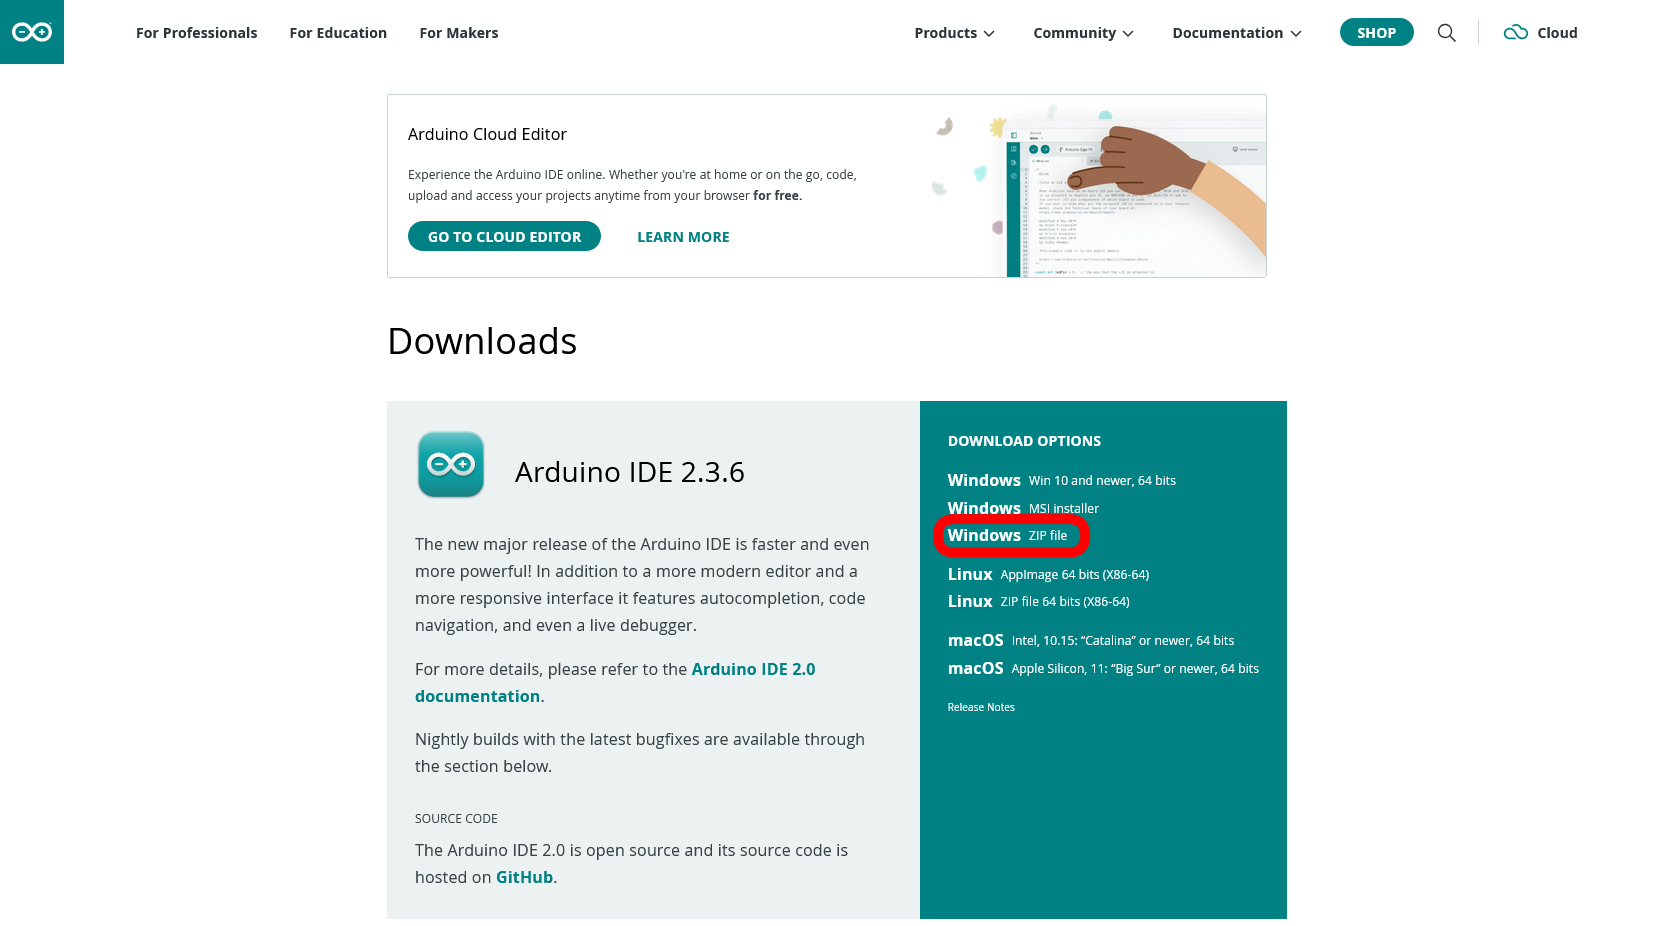 For Professionals
For Education
For Makers
Products
Community
Documentation
SHOP
Cloud
Arduino Cloud Editor
Experience the Arduino IDE online. Whether you're at home or on the go, code,
upload and access your projects anytime from your browser for free.
GO TO CLOUD EDITOR
LEARN MORE
Downloads
Arduino IDE 2.3.6
The new major release of the Arduino IDE is faster and even
more powerful! In addition to a more modern editor and a
more responsive interface it features autocompletion, code
navigation, and even a live debugger.
For more details, please refer to the Arduino IDE 2.0
documentation.
Nightly builds with the latest bugfixes are available through
the section below.
SOURCE CODE
The Arduino IDE 2.0 is open source and its source code is
hosted on GitHub.
DOWNLOAD OPTIONS
Windows Win 10 and newer, 64 bits
Windows MSI installer
Windows ZIP file
Linux AppImage 64 bits (X86-64)
Linux ZIP file 64 bits (X86-64)
macOS Intel, 10.15: “Catalina” or newer, 64 bits
macOS Apple Silicon, 11: “Big Sur” or newer, 64 bits
Release Notes